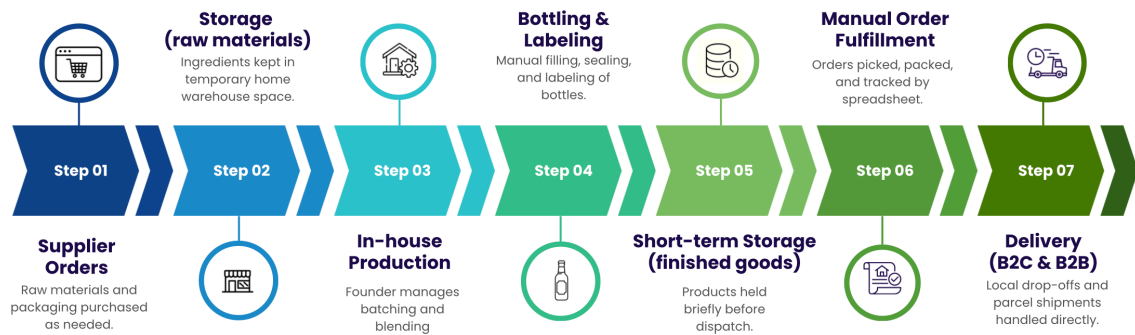 Storage
(raw materials)
Ingredients kept in
temporary home
warehouse space.
Bottling &
Labeling
Manual filling, sealing,
and labeling of
bottles.
Manual Order
Fulfillment
Orders picked, packed,
and tracked by
spreadsheet.
Step 01
Step 02
Step 03
Step 04
Step 05
Step 06
Step 07
Supplier
Orders
Raw materials and
packaging purchased
as needed.
In-house
Production
Founder manages
batching and
blending
Short-term Storage
(finished goods)
Products held
briefly before
dispatch.
Delivery
(B2C & B2B)
Local drop-offs and
parcel shipments
handled directly.